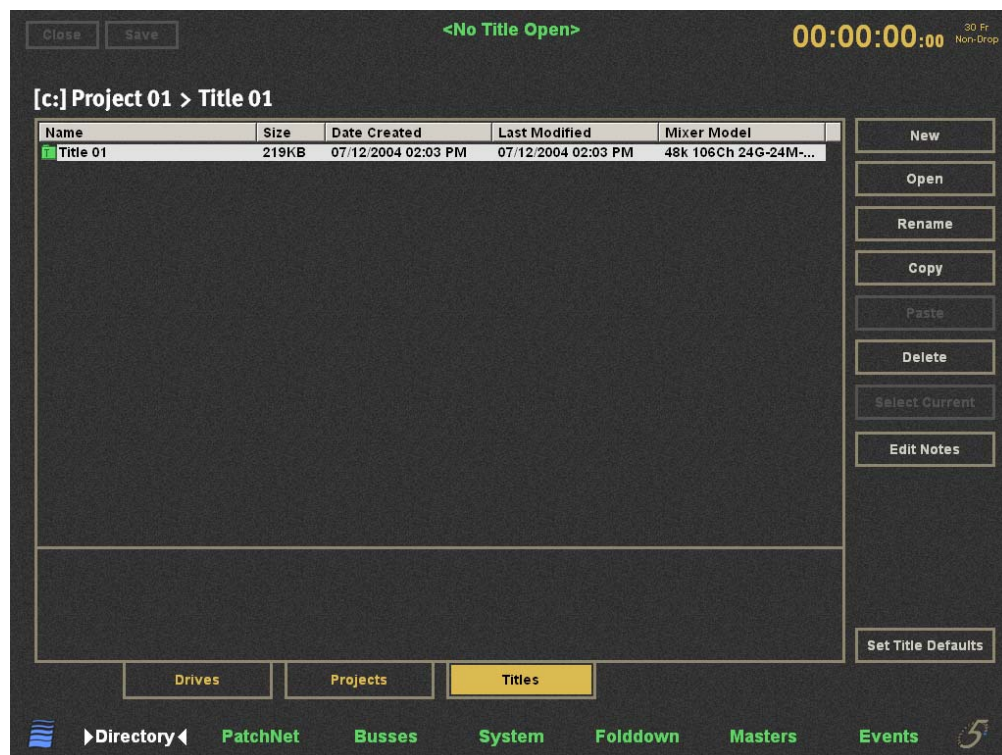 Close Save <No Title Open> 00:00:00:00 30 Fr
Non-Drop
[c:] Project 01 > Title 01
Name Size Date Created Last Modified Mixer Model
Title 01 219KB 07/12/2004 02:03 PM 07/12/2004 02:03 PM 48k 106Ch 24G-24M-...
New
Open
Rename
Copy
Paste
Delete
Select Current
Edit Notes
Set Title Defaults
Drives Projects Titles
Directory PatchNet Busses System Folddown Masters Events 5